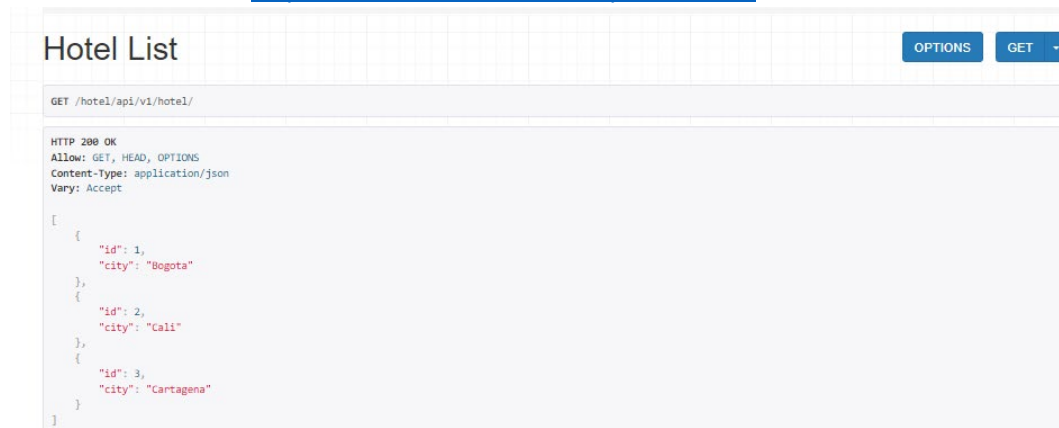 Hotel List
OPTIONS
GET
GET /hotel/api/v1/hotel/
HTTP 200 OK
Allow: GET, HEAD, OPTIONS
Content-Type: application/json
Vary: Accept
[
{
"id": 1,
"city": "Bogota"
},
{
"id": 2,
"city": "Cali"
},
{
"id": 3,
"city": "Cartagena"
}
]